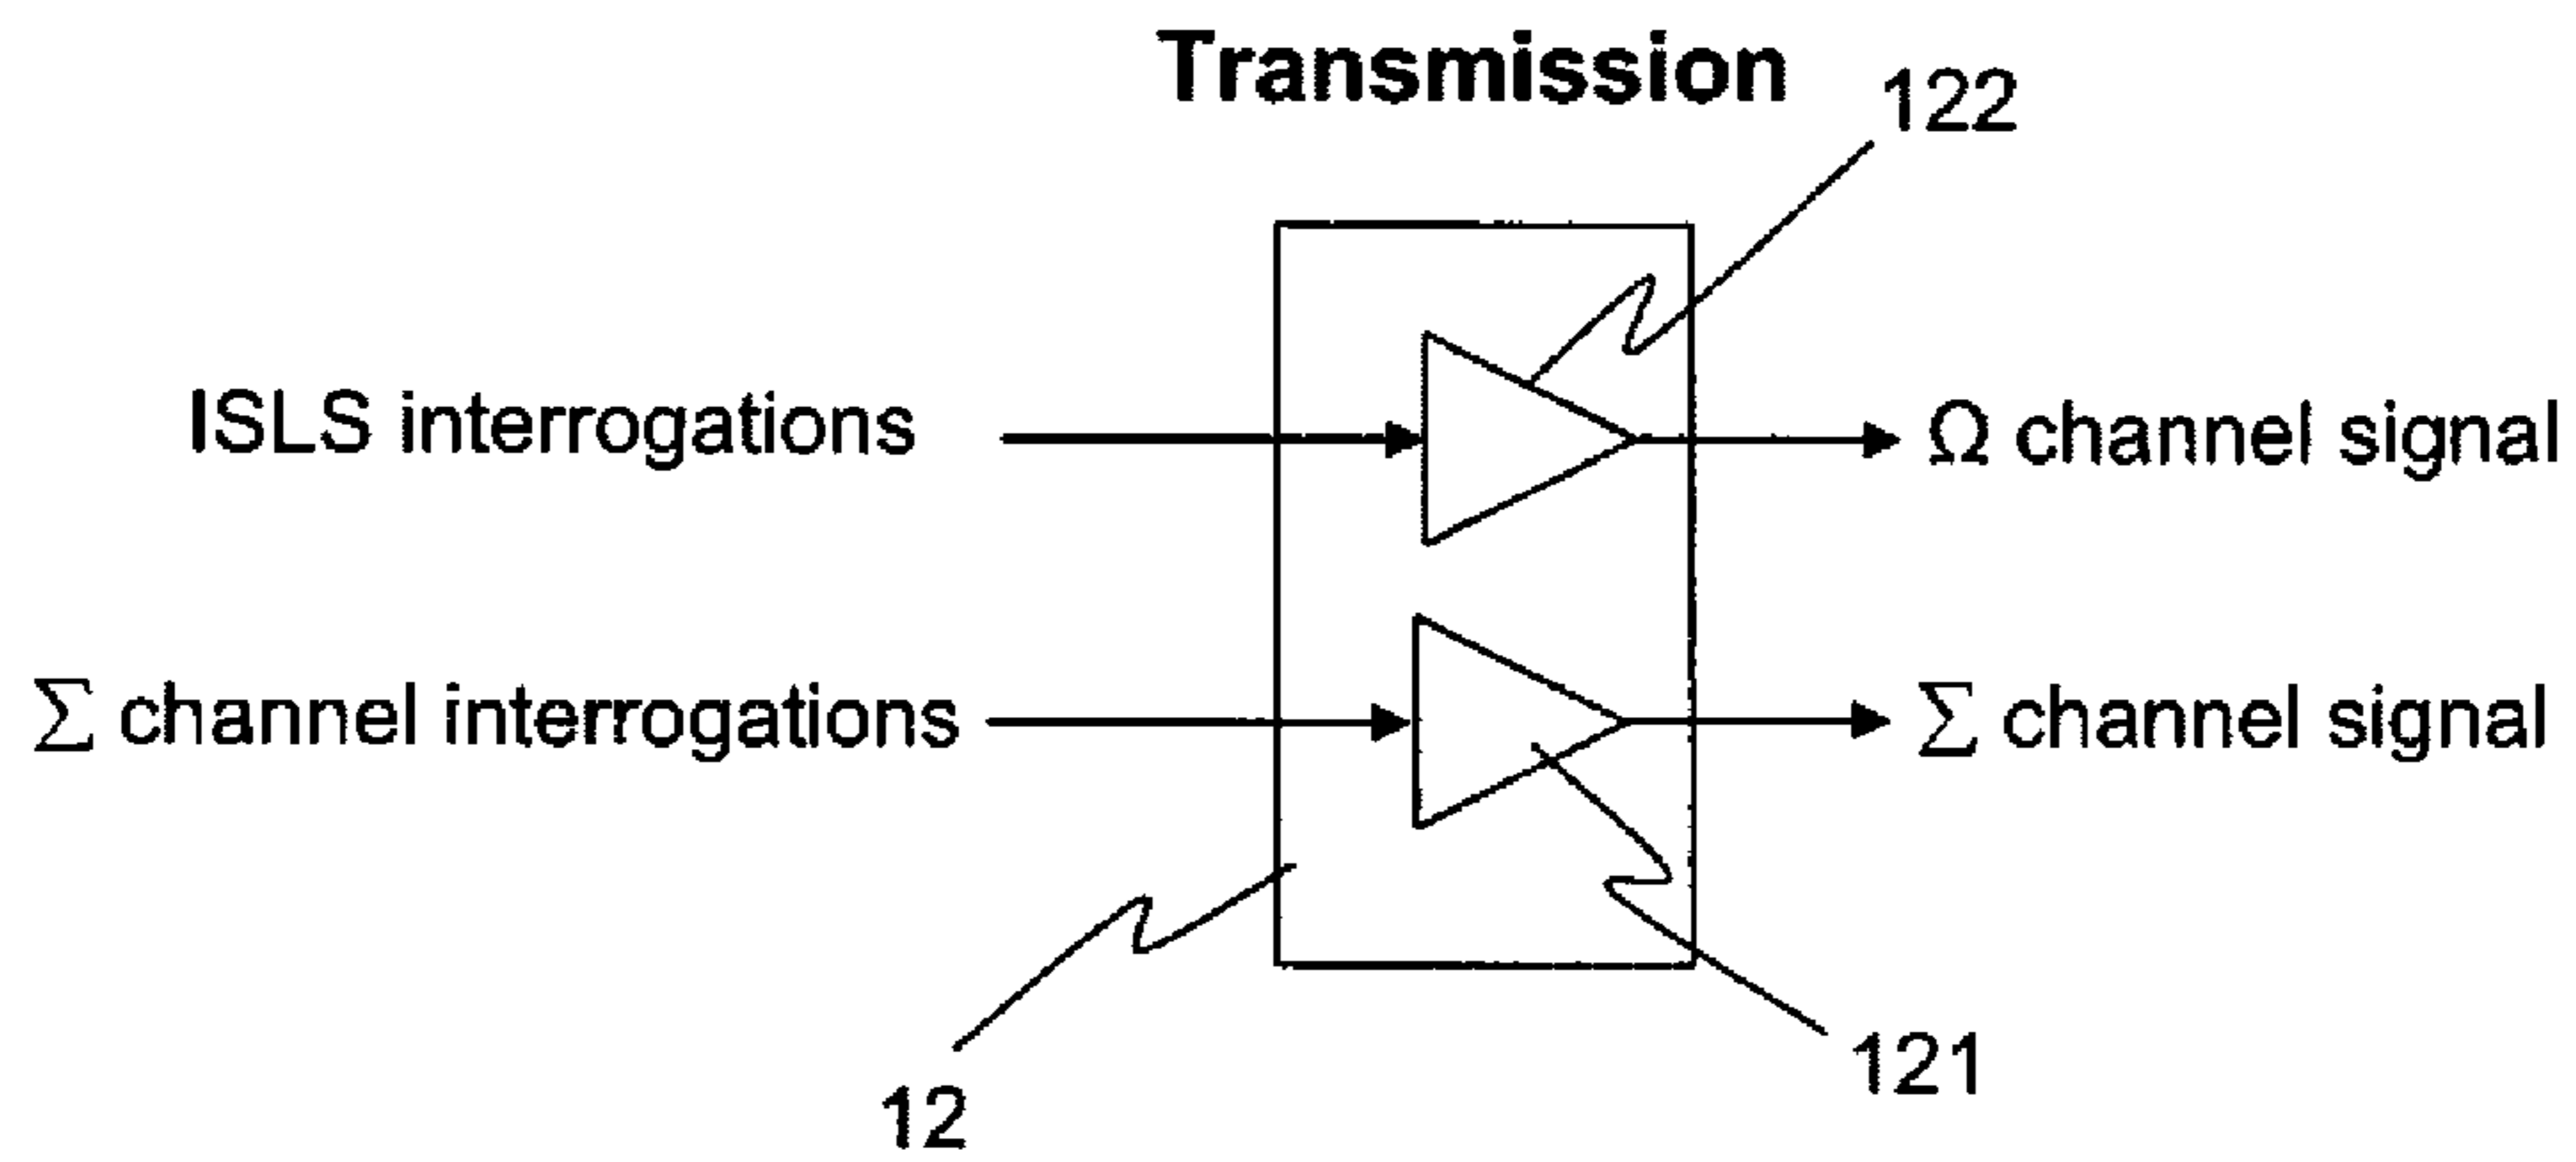 Transmission
122
ISLS interrogations
Ω channel signal
∑ channel interrogations
∑ channel signal
121
12